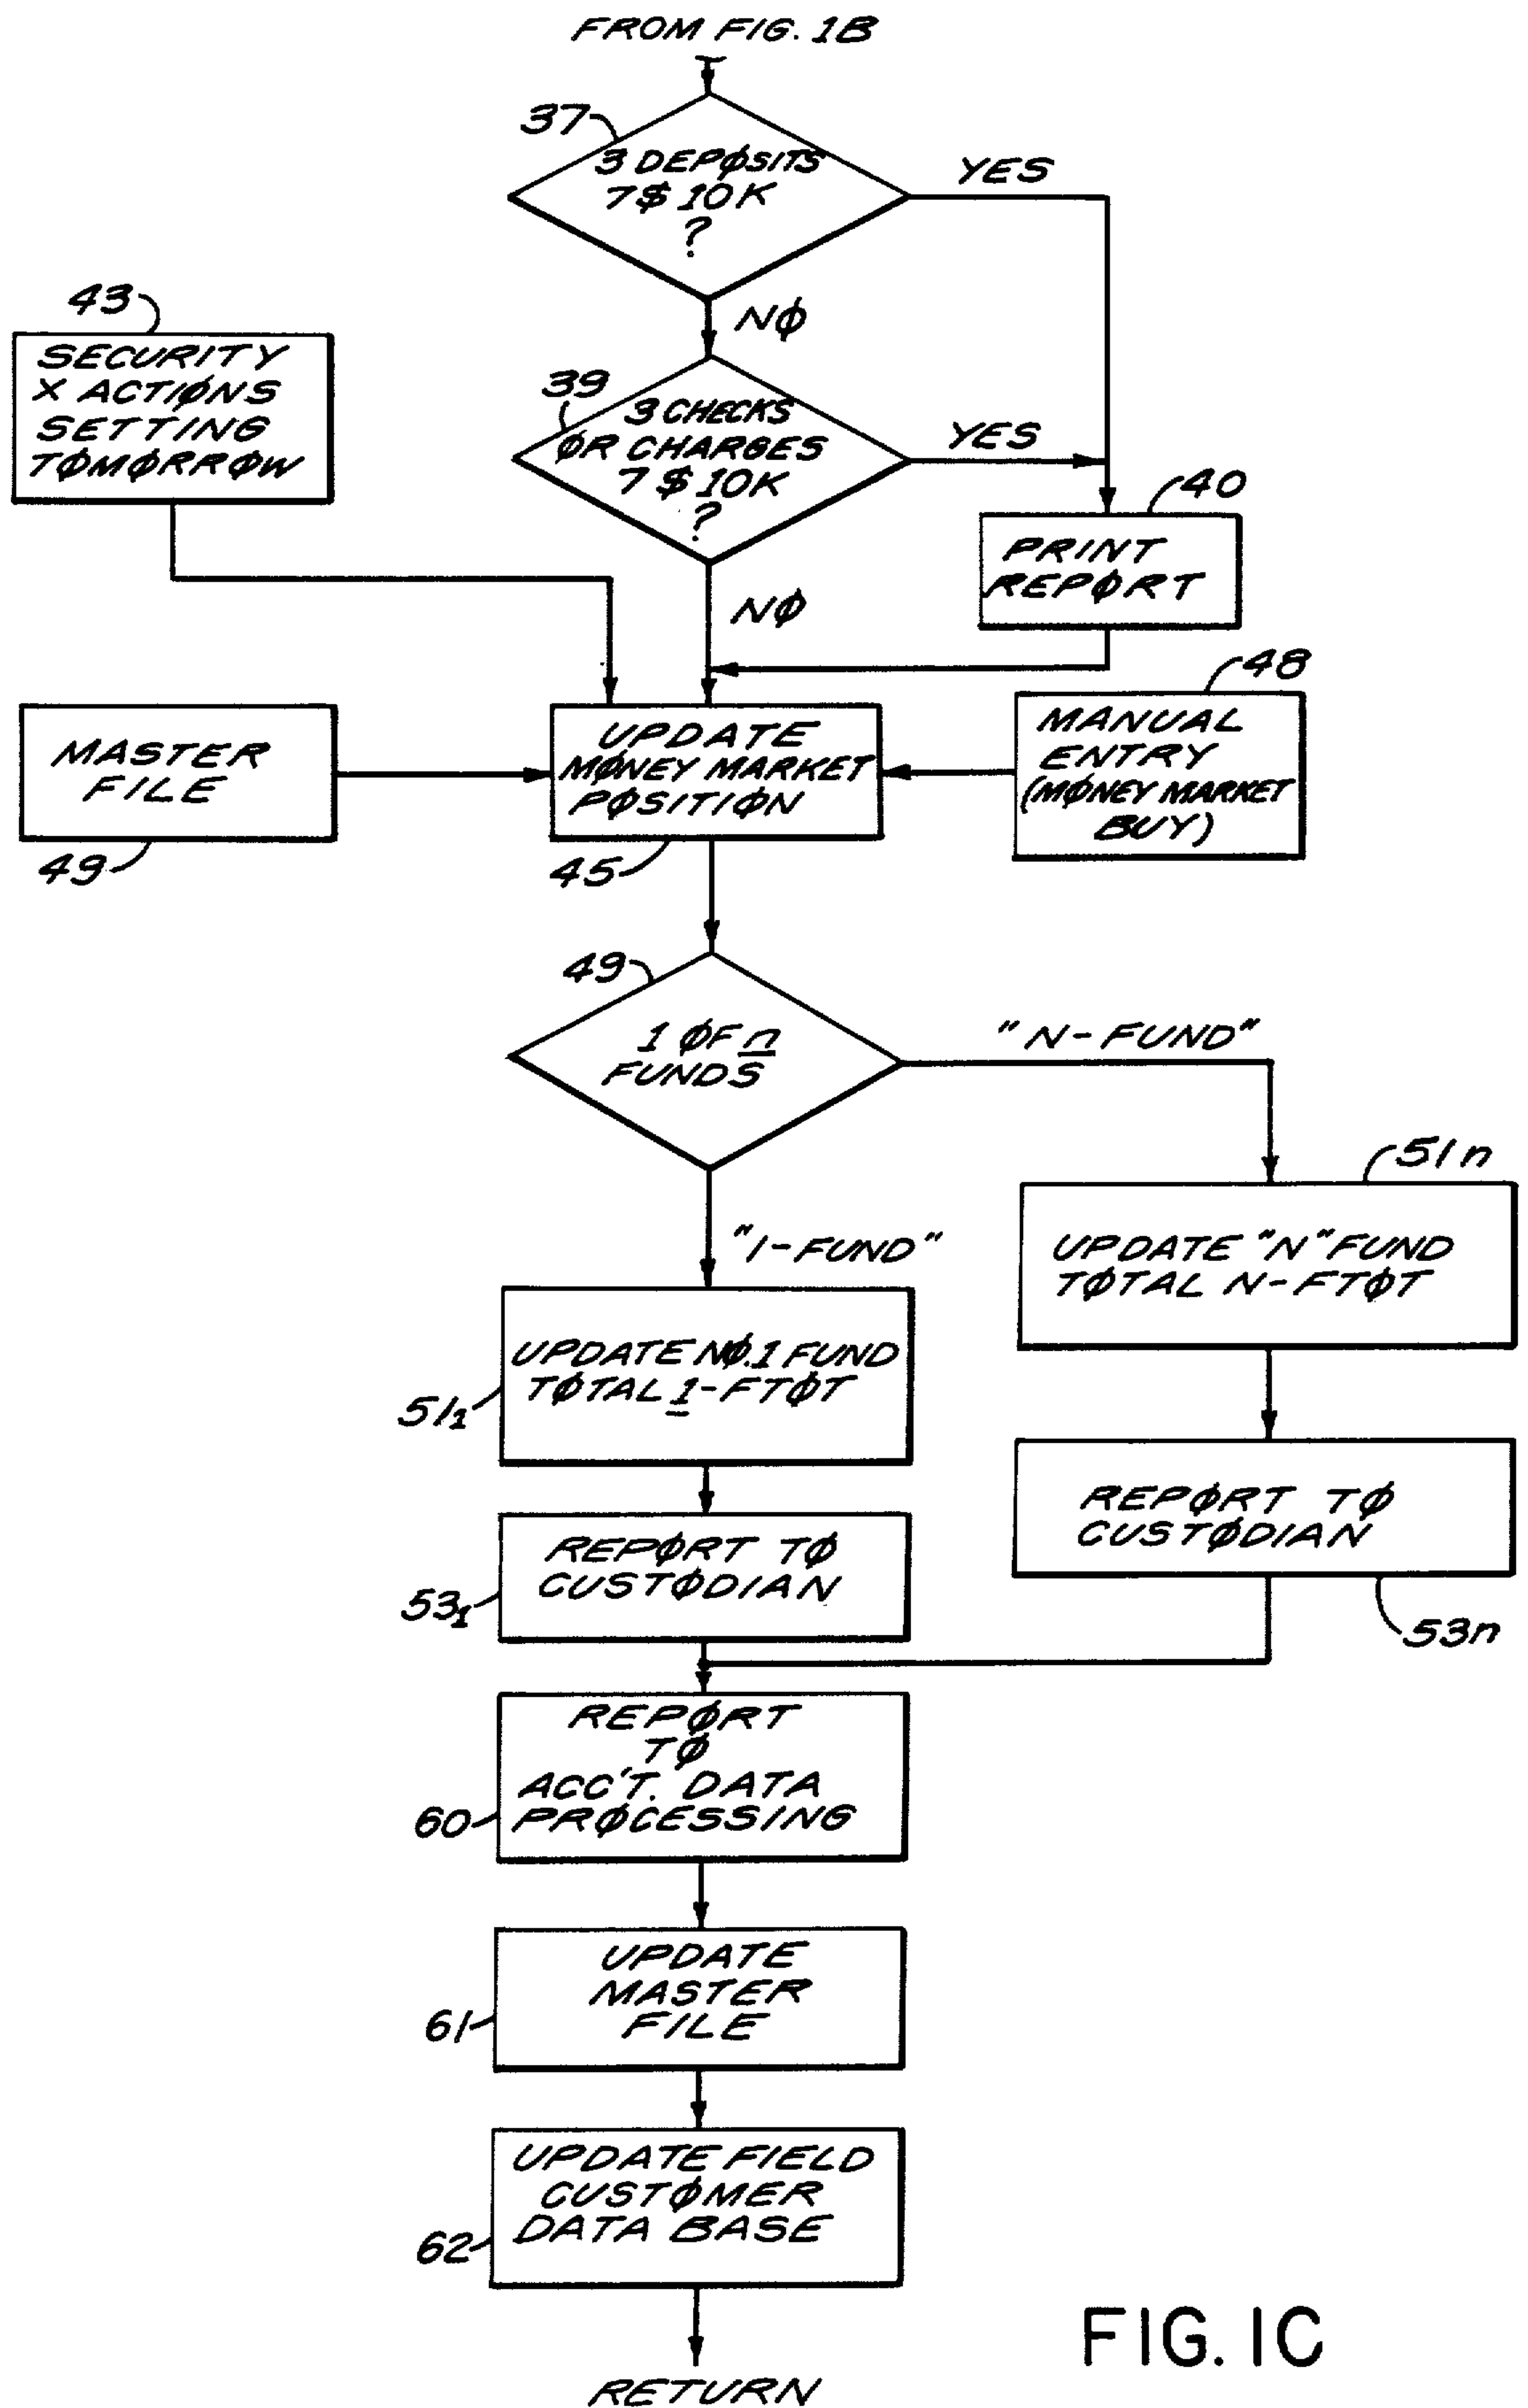 FROM FIG. 1B
37
3 DEPØSITS
7 $ 10K
?
YES
NØ
43
SECURITY
X ACTIØNS
SETTING
TØMØRRØW
39
3 CHECKS
ØR CHARGES
7 $ 10K
?
YES
NØ
40
PRINT
REPØRT
MASTER
FILE
49
UPDATE
MØNEY MARKET
PØSITIØN
45
48
MANUAL
ENTRY
(MØNEY MARKET
BUY)
49
1 ØF n
FUNDS
"N-FUND"
"1-FUND"
51n
UPDATE "N" FUND
TØTAL N-FTØT
UPDATE NØ.1 FUND
TØTAL 1-FTØT
51₁
REPØRT TØ
CUSTØDIAN
53n
REPØRT TØ
CUSTØDIAN
53₁
REPØRT
TØ
ACC'T. DATA
PRØCESSING
60
UPDATE
MASTER
FILE
61
UPDATE FIELD
CUSTØMER
DATA BASE
62
RETURN
FIG. 1C